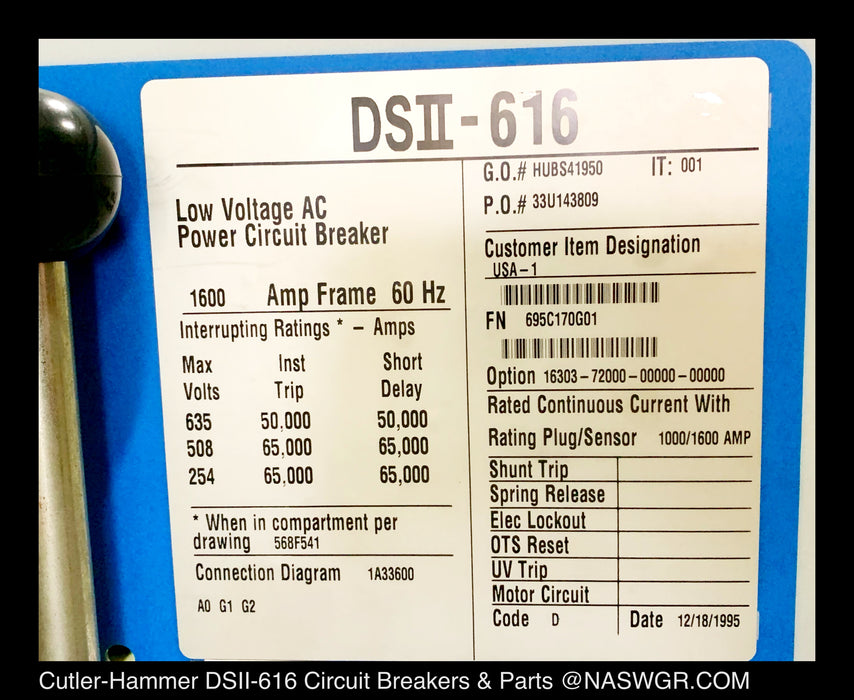 DSII-616
G.O.# HUBS41950 IT: 001
P.O.# 33U143809
Low Voltage AC
Power Circuit Breaker
Customer Item Designation
USA-1
1600 Amp Frame 60 Hz
Interrupting Ratings * - Amps
Max Inst Short
Volts Trip Delay
635 50,000 50,000
508 65,000 65,000
254 65,000 65,000
* When in compartment per
drawing 568F541
Connection Diagram 1A33600
A0 G1 G2
FN 695C170G01
Option 16303-72000-00000-00000
Rated Continuous Current With
Rating Plug/Sensor 1000/1600 AMP
Shunt Trip
Spring Release
Elec Lockout
OTS Reset
UV Trip
Motor Circuit
Code D Date 12/18/1995
Cutler-Hammer DSII-616 Circuit Breakers & Parts @NASWGR.COM